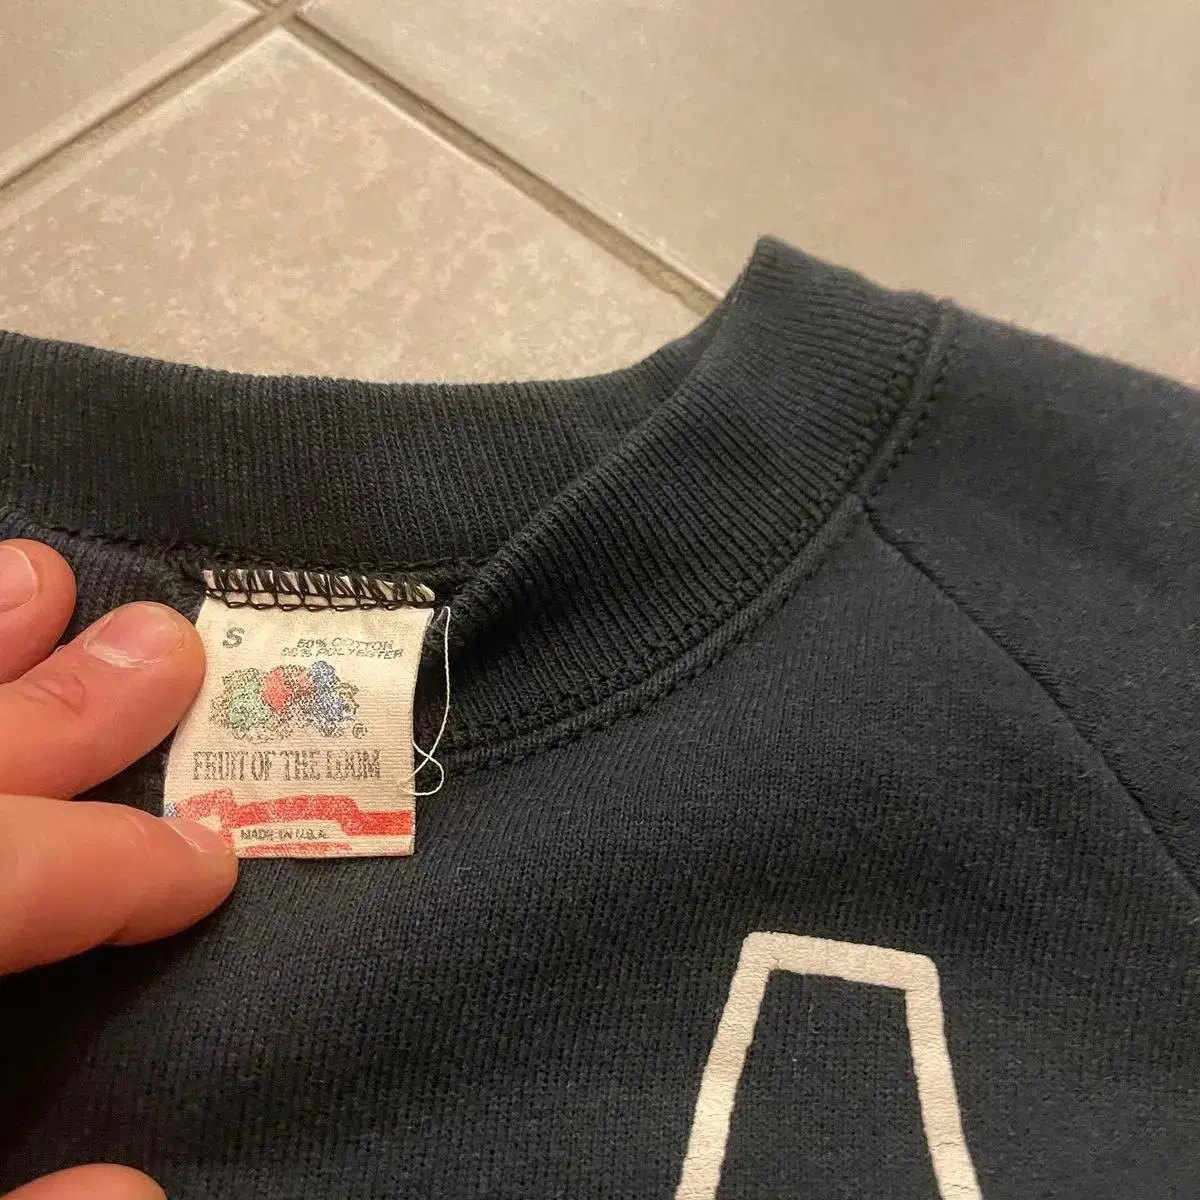 S
50% COTTON
50% POLYESTER
®
FRUIT OF THE LOOM
MADE IN U.S.A.
A